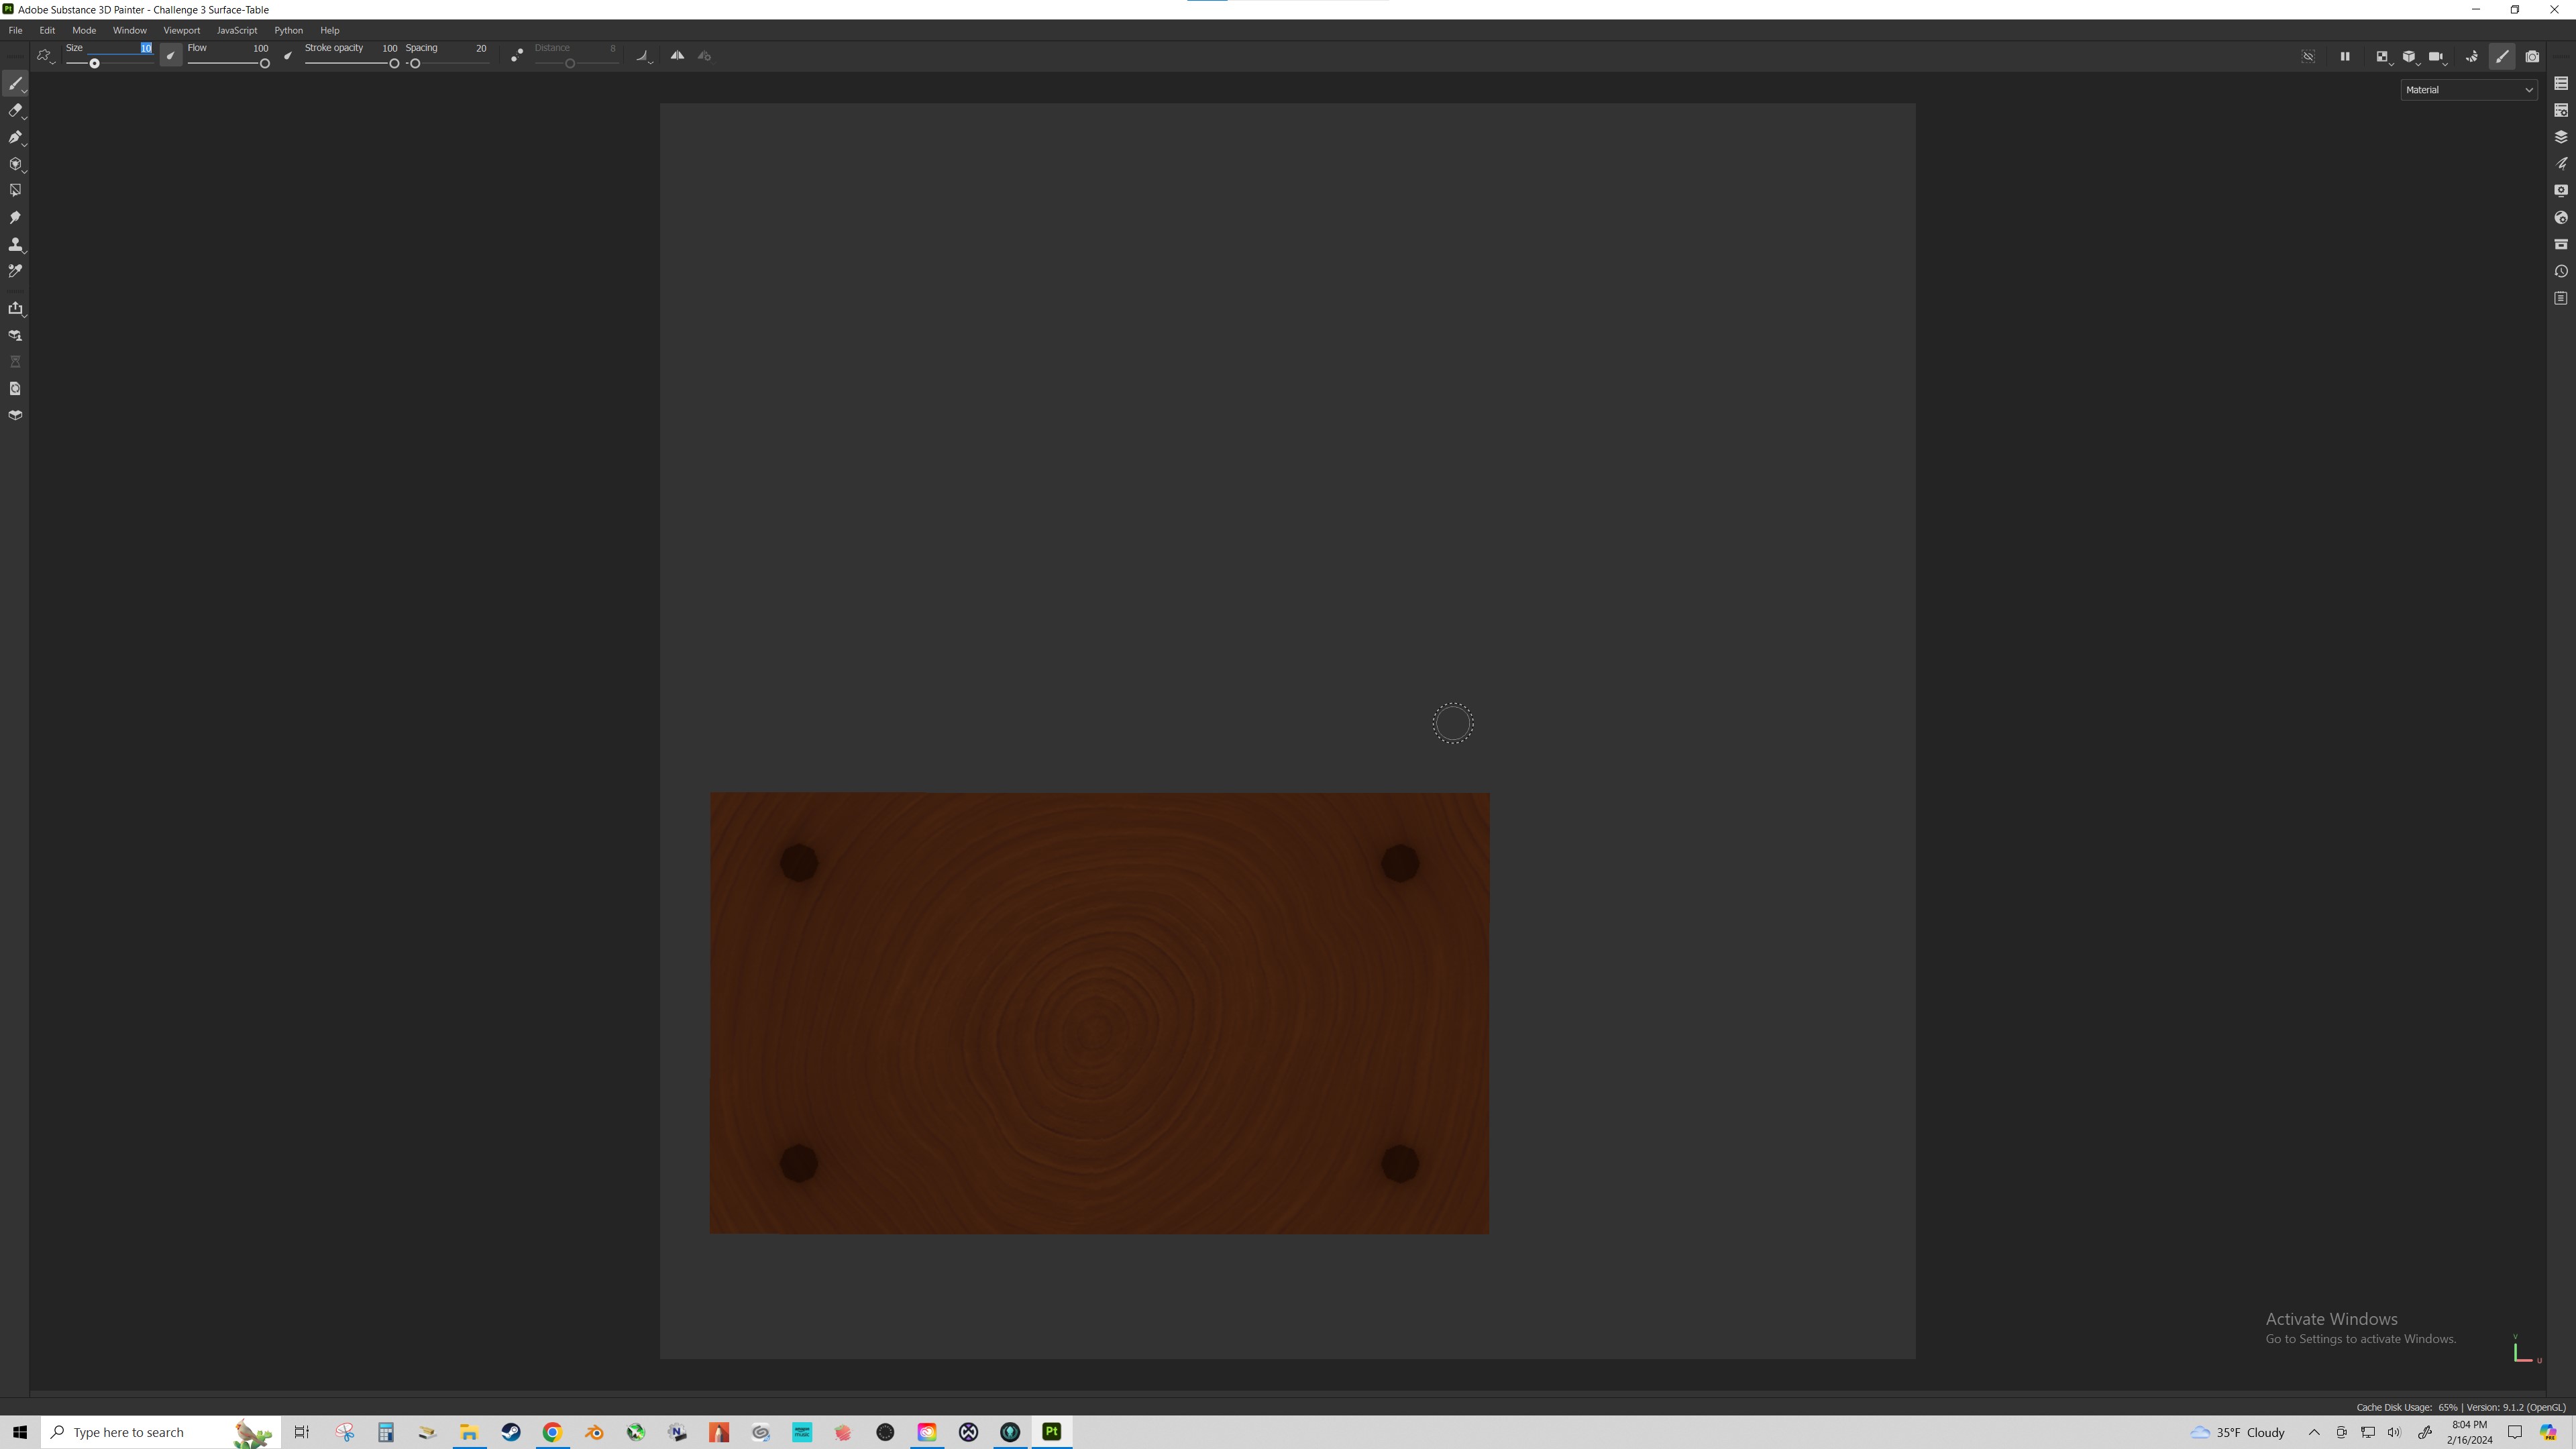 Pt Adobe Substance 3D Painter - Challenge 3 Surface-Table
File Edit Mode Window Viewport JavaScript Python Help
Size 10 Flow 100 Stroke opacity 100 Spacing 20 Distance 8
Material
Activate Windows
Go to Settings to activate Windows.
V
U
Cache Disk Usage: 65% | Version: 9.1.2 (OpenGL)
Type here to search
Pt
35°F Cloudy
8:04 PM
2/16/2024